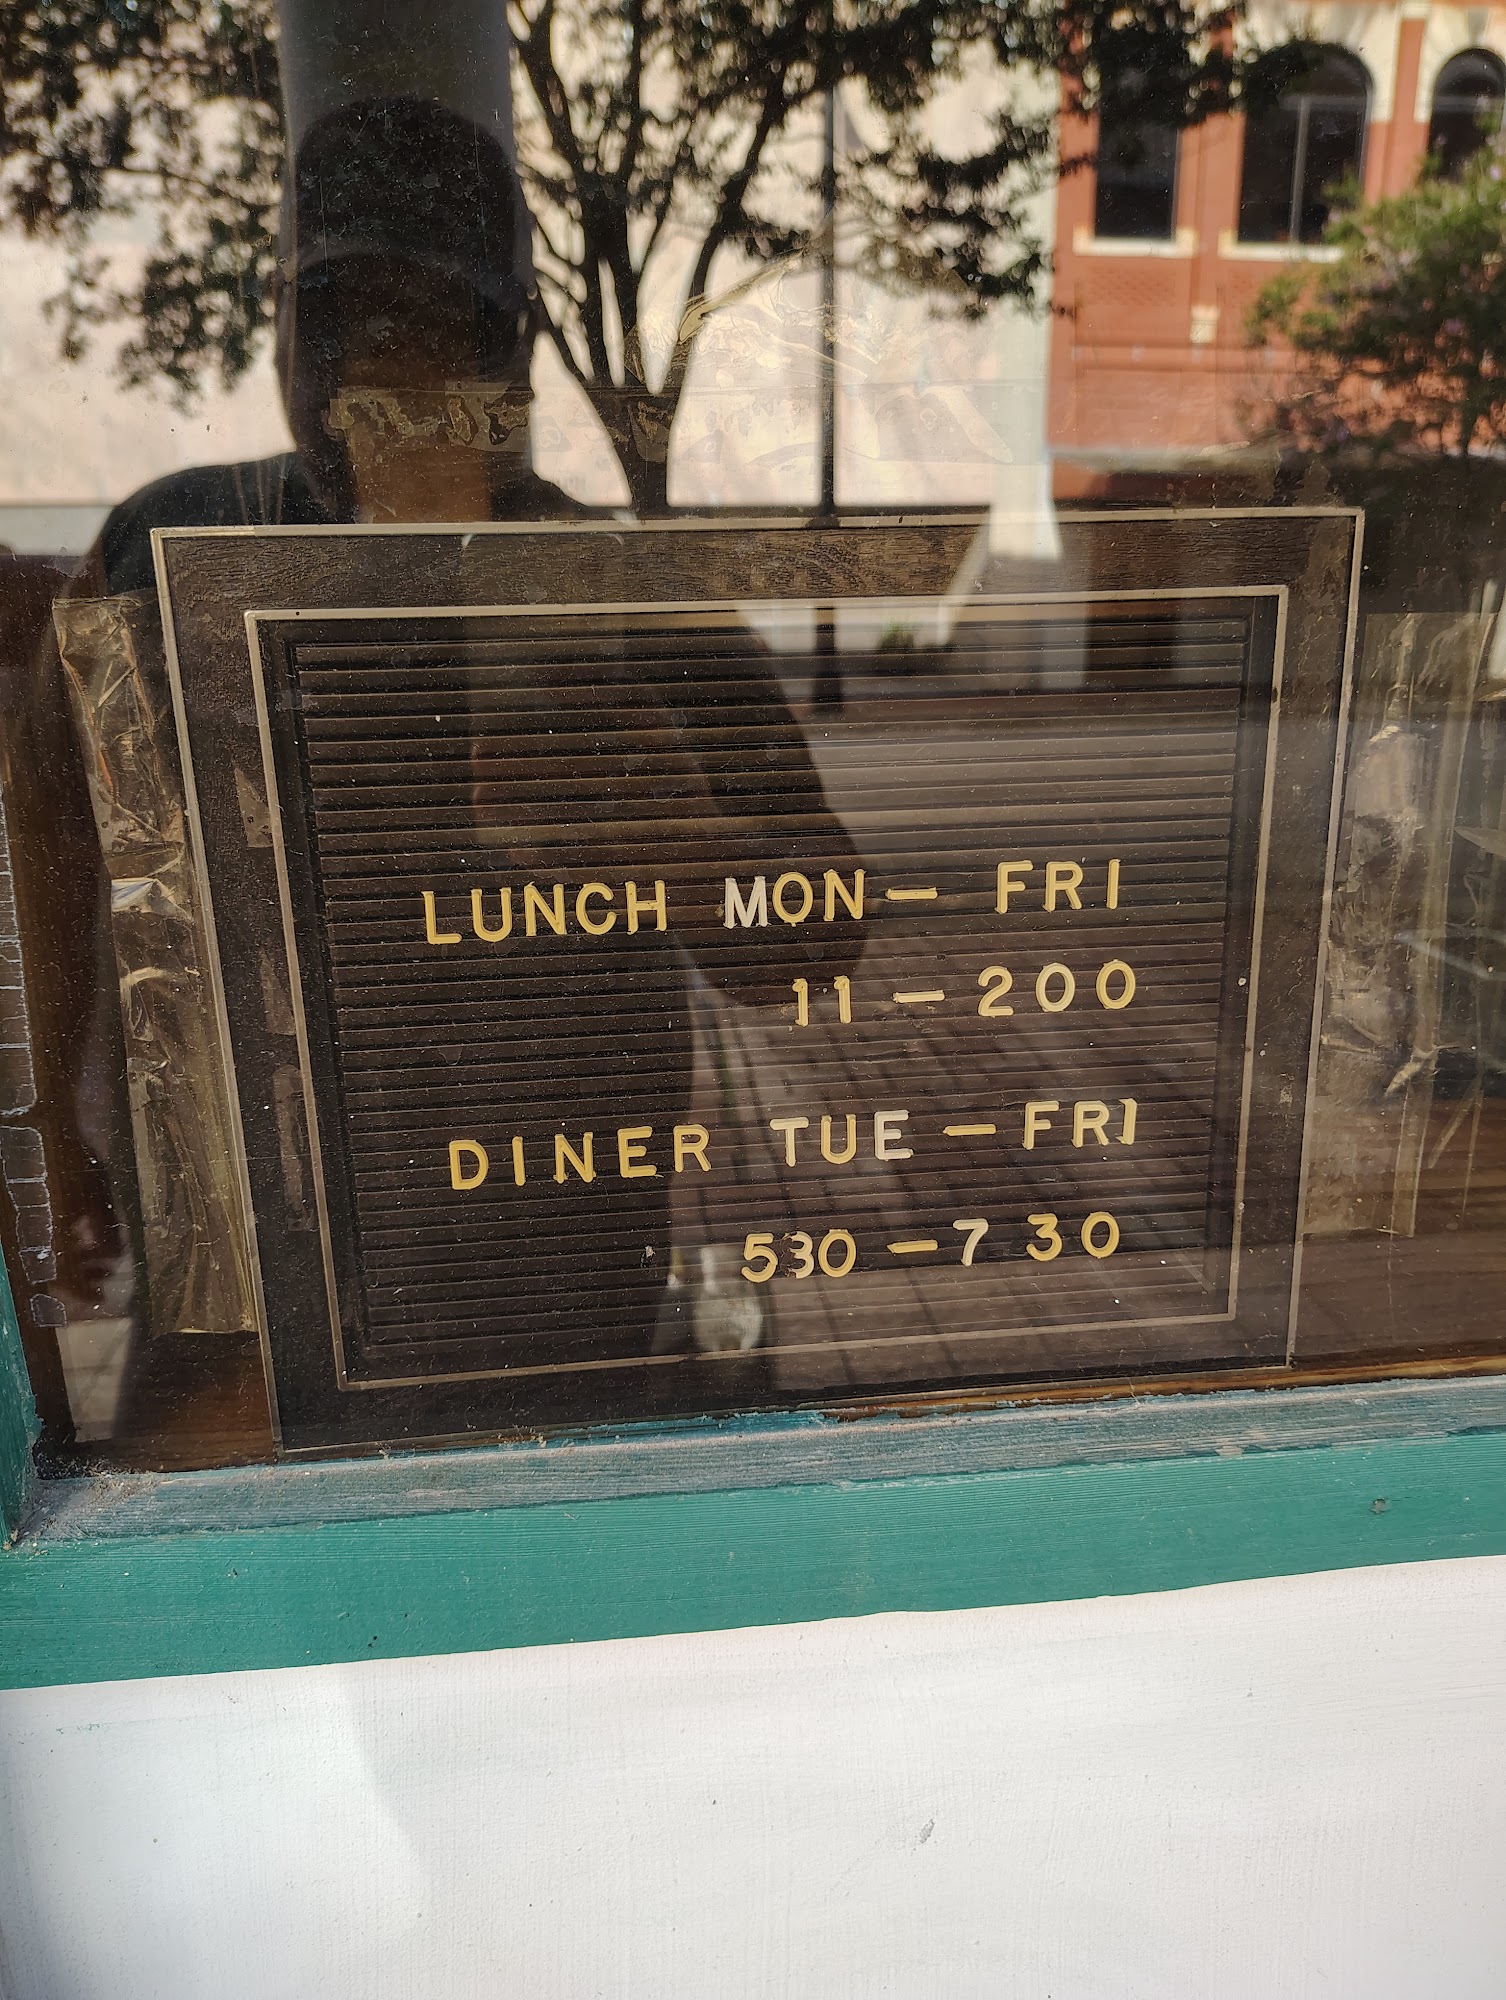 LUNCH MON – FRI
11 – 200
DINER TUE – FRI
530 – 7 30